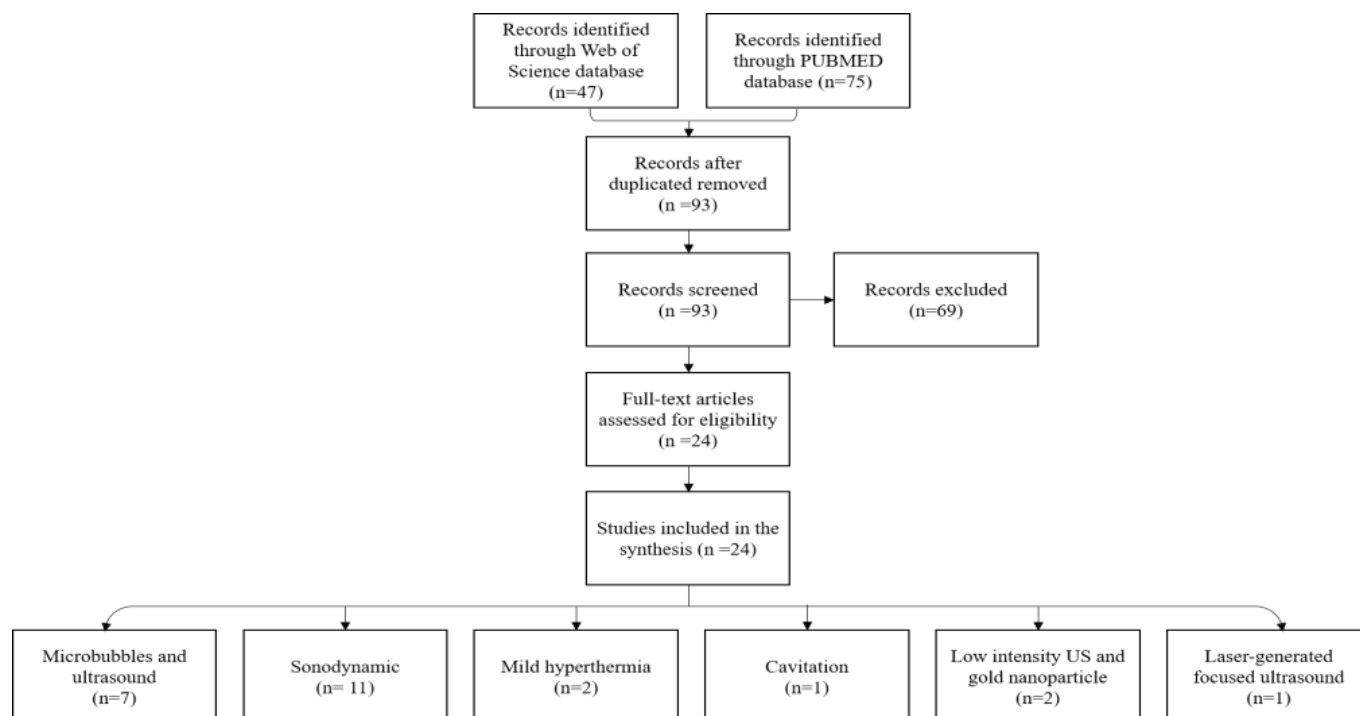 Records identified
through Web of
Science database
(n=47)
Records identified
through PUBMED
database (n=75)
Records after
duplicated removed
(n =93)
Records screened
(n =93)
Records excluded
(n=69)
Full-text articles
assessed for eligibility
(n =24)
Studies included in the
synthesis (n =24)
Microbubbles and
ultrasound
(n=7)
Sonodynamic
(n= 11)
Mild hyperthermia
(n=2)
Cavitation
(n=1)
Low intensity US and
gold nanoparticle
(n=2)
Laser-generated
focused ultrasound
(n=1)